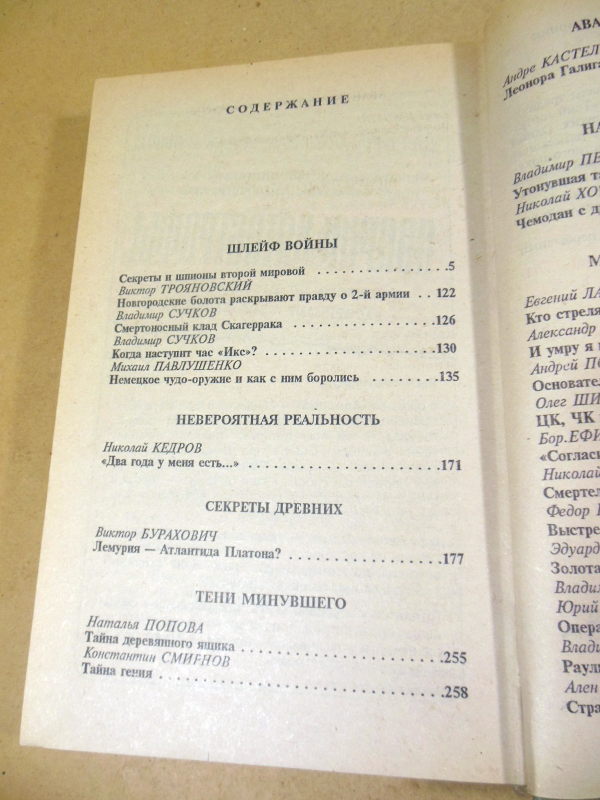 СОДЕРЖАНИЕ
ШЛЕЙФ ВОЙНЫ
Секреты и шпионы второй мировой . . . . . . . . . . . . . . . .5
Виктор ТРОЯНОВСКИЙ
Новгородские болота раскрывают правду о 2-й армии . . 122
Владимир СУЧКОВ
Смертоносный клад Скагеррака . . . . . . . . . . . . . . . . . .126
Владимир СУЧКОВ
Когда наступит час «Икс»? . . . . . . . . . . . . . . . . . . . . .130
Михаил ПАВЛУШЕНКО
Немецкое чудо-оружие и как с ним боролись . . . . . . . .135
НЕВЕРОЯТНАЯ РЕАЛЬНОСТЬ
Николай КЕДРОВ
«Два года у меня есть...» . . . . . . . . . . . . . . . . . . . . . .171
СЕКРЕТЫ ДРЕВНИХ
Виктор БУРАХОВИЧ
Лемурия — Атлантида Платона? . . . . . . . . . . . . . . . . .177
ТЕНИ МИНУВШЕГО
Наталья ПОПОВА
Тайна деревянного ящика . . . . . . . . . . . . . . . . . . . . .255
Константин СМИРНОВ
Тайна гения . . . . . . . . . . . . . . . . . . . . . . . . . . . . . .258
Андре
Леонора
Владимир
Утонувшая
Николай
Чемодан с
Евгений
Кто
Александр
И умру я
Андрей
Олег
ЦК, ЧК
Николай
Федор